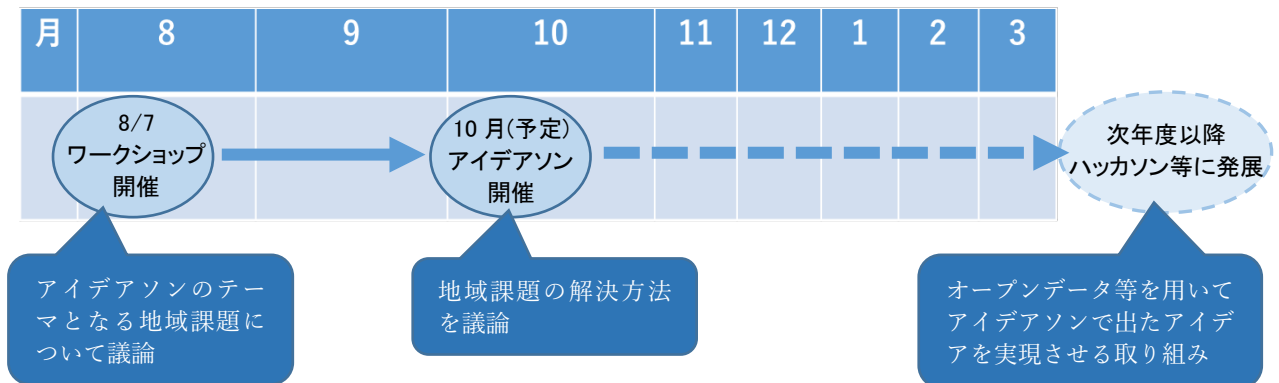 月 8 9 10 11 12 1 2 3
8/7
ワークショップ
開催
10 月(予定)
アイデアソン
開催
次年度以降
ハッカソン等に発展
アイデアソンのテー
マとなる地域課題に
ついて議論
地域課題の解決方法
を議論
オープンデータ等を用いて
アイデアソンで出たアイデ
アを実現させる取り組み